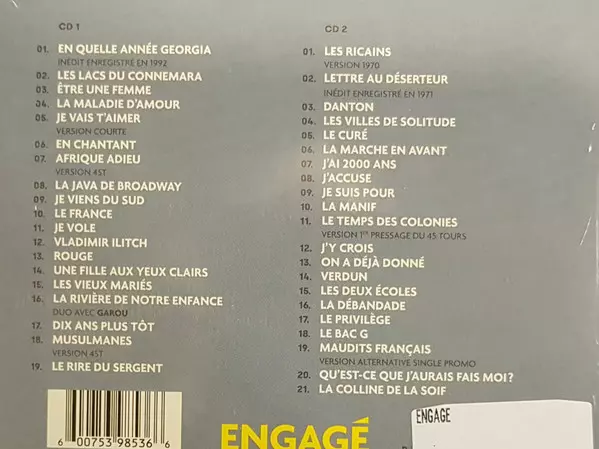 CD 1
01. EN QUELLE ANNÉE GEORGIA
INÉDIT ENREGISTRÉ EN 1992
02. LES LACS DU CONNEMARA
03. ÊTRE UNE FEMME
04. LA MALADIE D'AMOUR
05. JE VAIS T'AIMER
VERSION COURTE
06. EN CHANTANT
07. AFRIQUE ADIEU
VERSION 45T
08. LA JAVA DE BROADWAY
09. JE VIENS DU SUD
10. LE FRANCE
11. JE VOLE
12. VLADIMIR ILITCH
13. ROUGE
14. UNE FILLE AUX YEUX CLAIRS
15. LES VIEUX MARIÉS
16. LA RIVIÈRE DE NOTRE ENFANCE
DUO AVEC GAROU
17. DIX ANS PLUS TÔT
18. MUSULMANES
VERSION 45T
19. LE RIRE DU SERGENT
CD 2
01. LES RICAINS
VERSION 1970
02. LETTRE AU DÉSERTEUR
INÉDIT ENREGISTRÉ EN 1971
03. DANTON
04. LES VILLES DE SOLITUDE
05. LE CURÉ
06. LA MARCHE EN AVANT
07. J'AI 2000 ANS
08. J'ACCUSE
09. JE SUIS POUR
10. LA MANIF
11. LE TEMPS DES COLONIES
VERSION 1ER PRESSAGE DU 45 TOURS
12. J'Y CROIS
13. ON A DÉJÀ DONNÉ
14. VERDUN
15. LES DEUX ÉCOLES
16. LA DÉBANDADE
17. LE PRIVILÈGE
18. LE BAC G
19. MAUDITS FRANÇAIS
VERSION ALTERNATIVE SINGLE PROMO
20. QU'EST-CE QUE J'AURAIS FAIS MOI?
21. LA COLLINE DE LA SOIF
6 00753 98536 6
ENGAGÉ
ENGAGE